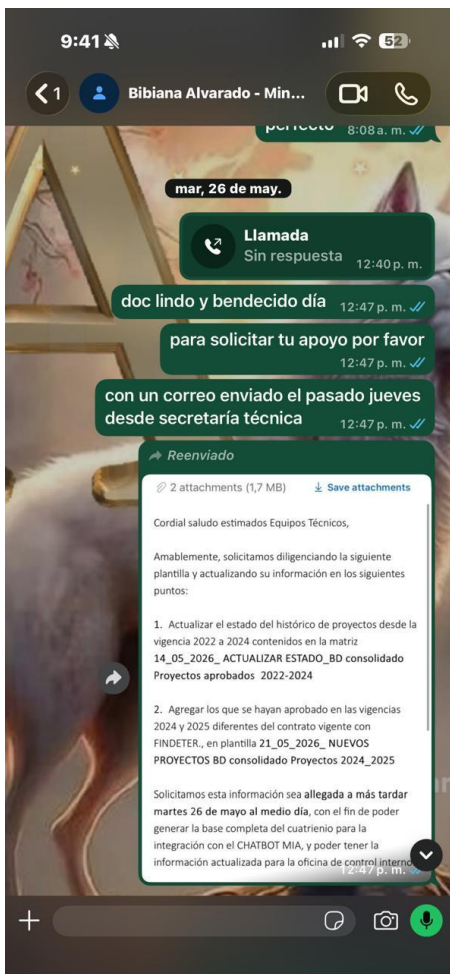 9:41
52
1
Bibiana Alvarado - Min...
perfecto 8:08 a. m.
mar, 26 de may.
Llamada
Sin respuesta
12:40 p. m.
doc lindo y bendecido día 12:47 p. m.
para solicitar tu apoyo por favor
12:47 p. m.
con un correo enviado el pasado jueves
desde secretaría técnica 12:47 p. m.
Reenviado
2 attachments (1,7 MB) Save attachments
Cordial saludo estimados Equipos Técnicos,
Amablemente, solicitamos diligenciando la siguiente
plantilla y actualizando su información en los siguientes
puntos:
1. Actualizar el estado del histórico de proyectos desde la
vigencia 2022 a 2024 contenidos en la matriz
14_05_2026_ ACTUALIZAR ESTADO_BD consolidado
Proyectos aprobados 2022-2024
2. Agregar los que se hayan aprobado en las vigencias
2024 y 2025 diferentes del contrato vigente con
FINDETER., en plantilla 21_05_2026_ NUEVOS
PROYECTOS BD consolidado Proyectos 2024_2025
Solicitamos esta información sea allegada a más tardar
martes 26 de mayo al medio día, con el fin de poder
generar la base completa del cuatrienio para la
integración con el CHATBOT MIA, y poder tener la
información actualizada para la oficina de control interno
12:47 p. m.